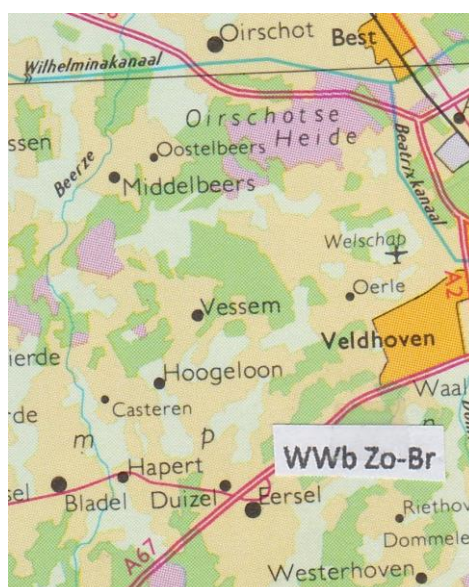 Oirschot
Best
Wilhelminakanaal
Oirschotse
Heide
ssen
Oostelbeers
Beerze
Middelbeers
Beatrixkanaal
Welschap
Oerle
A2
Vessem
Veldhoven
ierde
Hoogeloon
Waal
rde
Casteren
m
p
n
WWb Zo-Br
Hapert
sel
Bladel
Duizel
Eersel
Riethov
Dommele
A67
Westerhoven